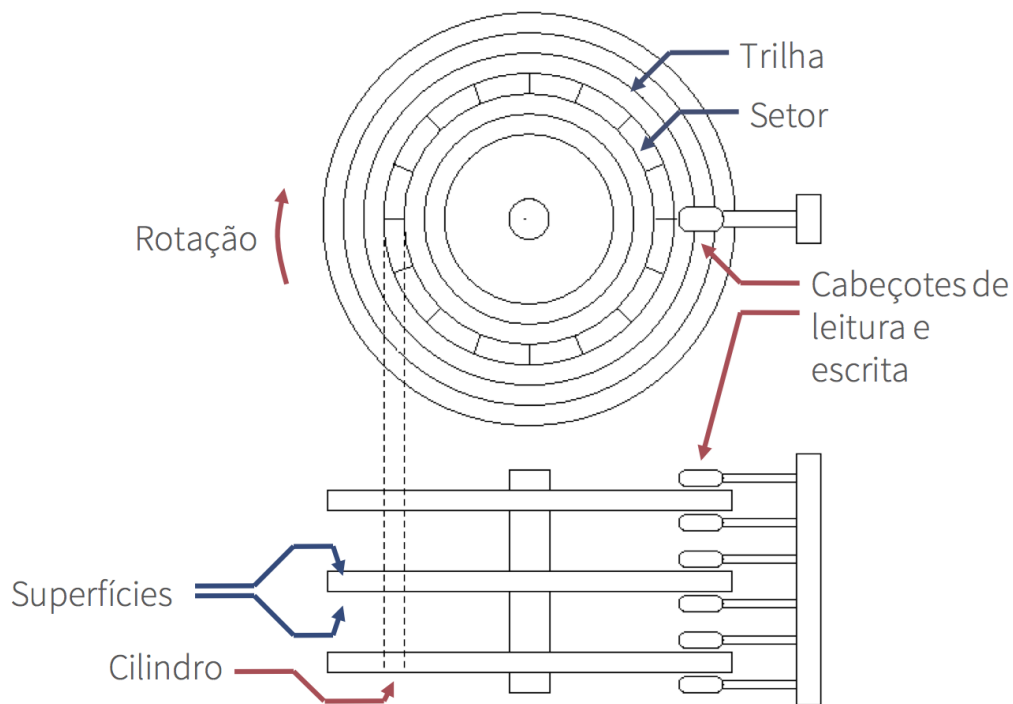 Trilha
Setor
Rotação
Cabeçotes de
leitura e
escrita
Superfícies
Cilindro